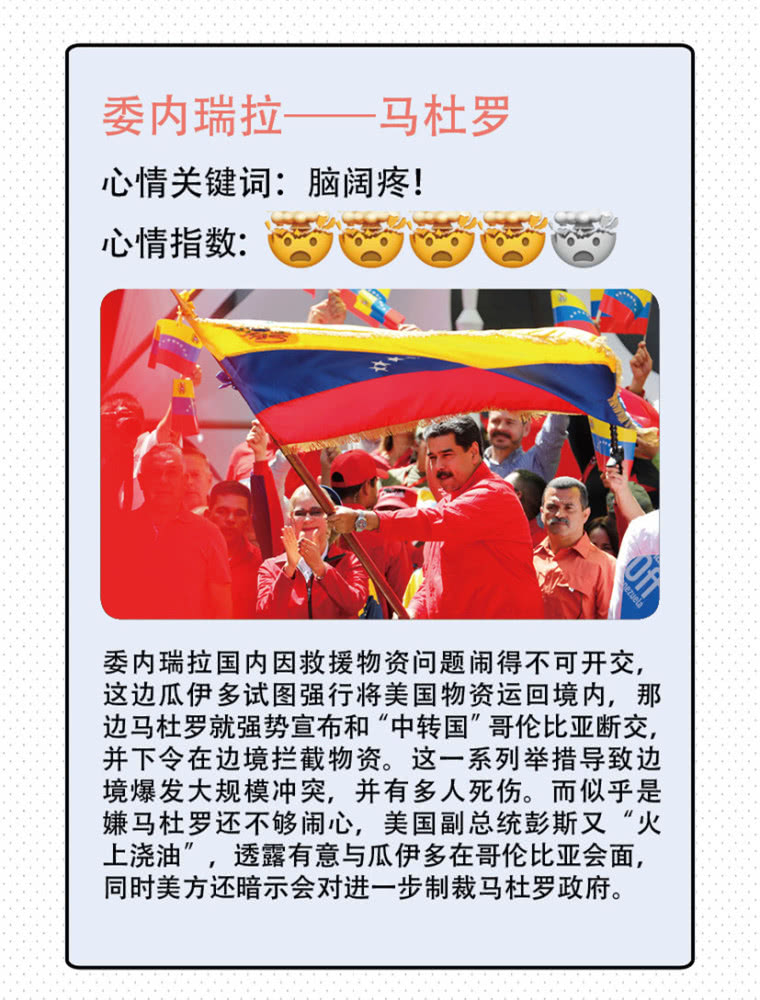 委内瑞拉——马杜罗
心情关键词：脑阔疼！
心情指数：
off
enezuela
委内瑞拉国内因救援物资问题闹得不可开交，
这边瓜伊多试图强行将美国物资运回境内，那
边马杜罗就强势宣布和“中转国”哥伦比亚断交，
并下令在边境拦截物资。这一系列举措导致边
境爆发大规模冲突，并有多人死伤。而似乎是
嫌马杜罗还不够闹心，美国副总统彭斯又“火
上浇油”，透露有意与瓜伊多在哥伦比亚会面，
同时美方还暗示会对进一步制裁马杜罗政府。